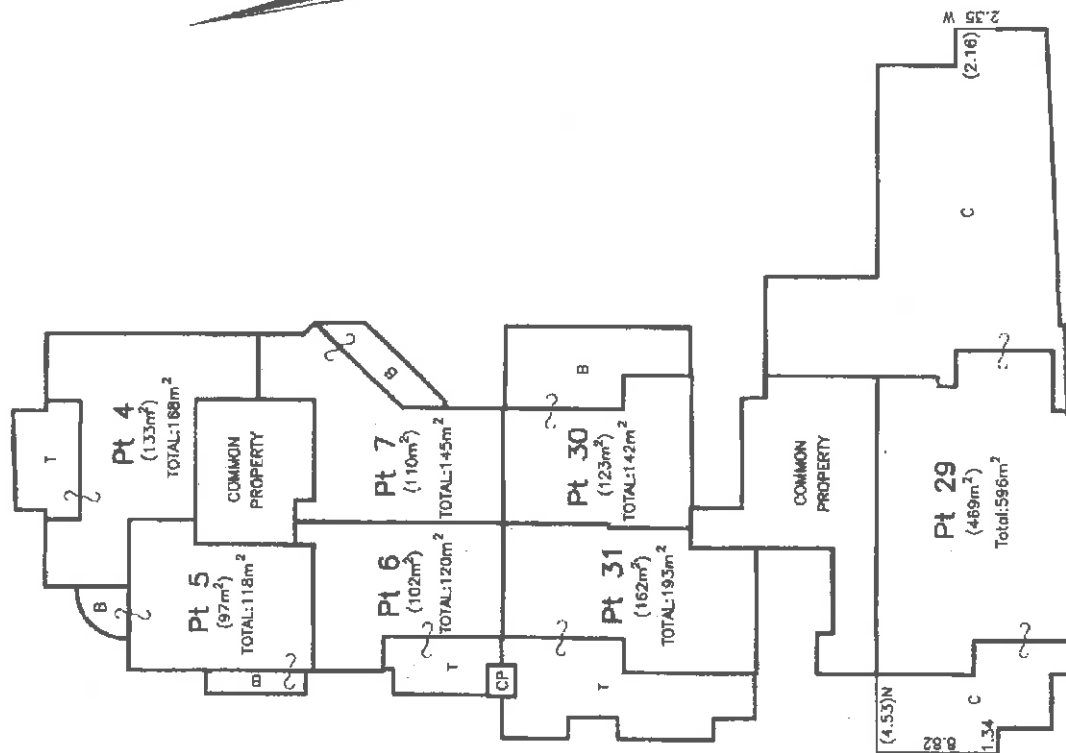 2.35 W
(2.16)
T
Pt 4
(133m²)
TOTAL:168m²
COMMON
PROPERTY
B
Pt 5
(97m²)
TOTAL:118m²
B
B
Pt 7
(110m²)
TOTAL:145m²
Pt 6
(102m²)
TOTAL:120m²
T
CP
B
Pt 30
(123m²)
TOTAL:142m²
Pt 31
(162m²)
TOTAL:193m²
T
COMMON
PROPERTY
C
Pt 29
(469m²)
Total:596m²
(4.53)N
C
8.82
1.34